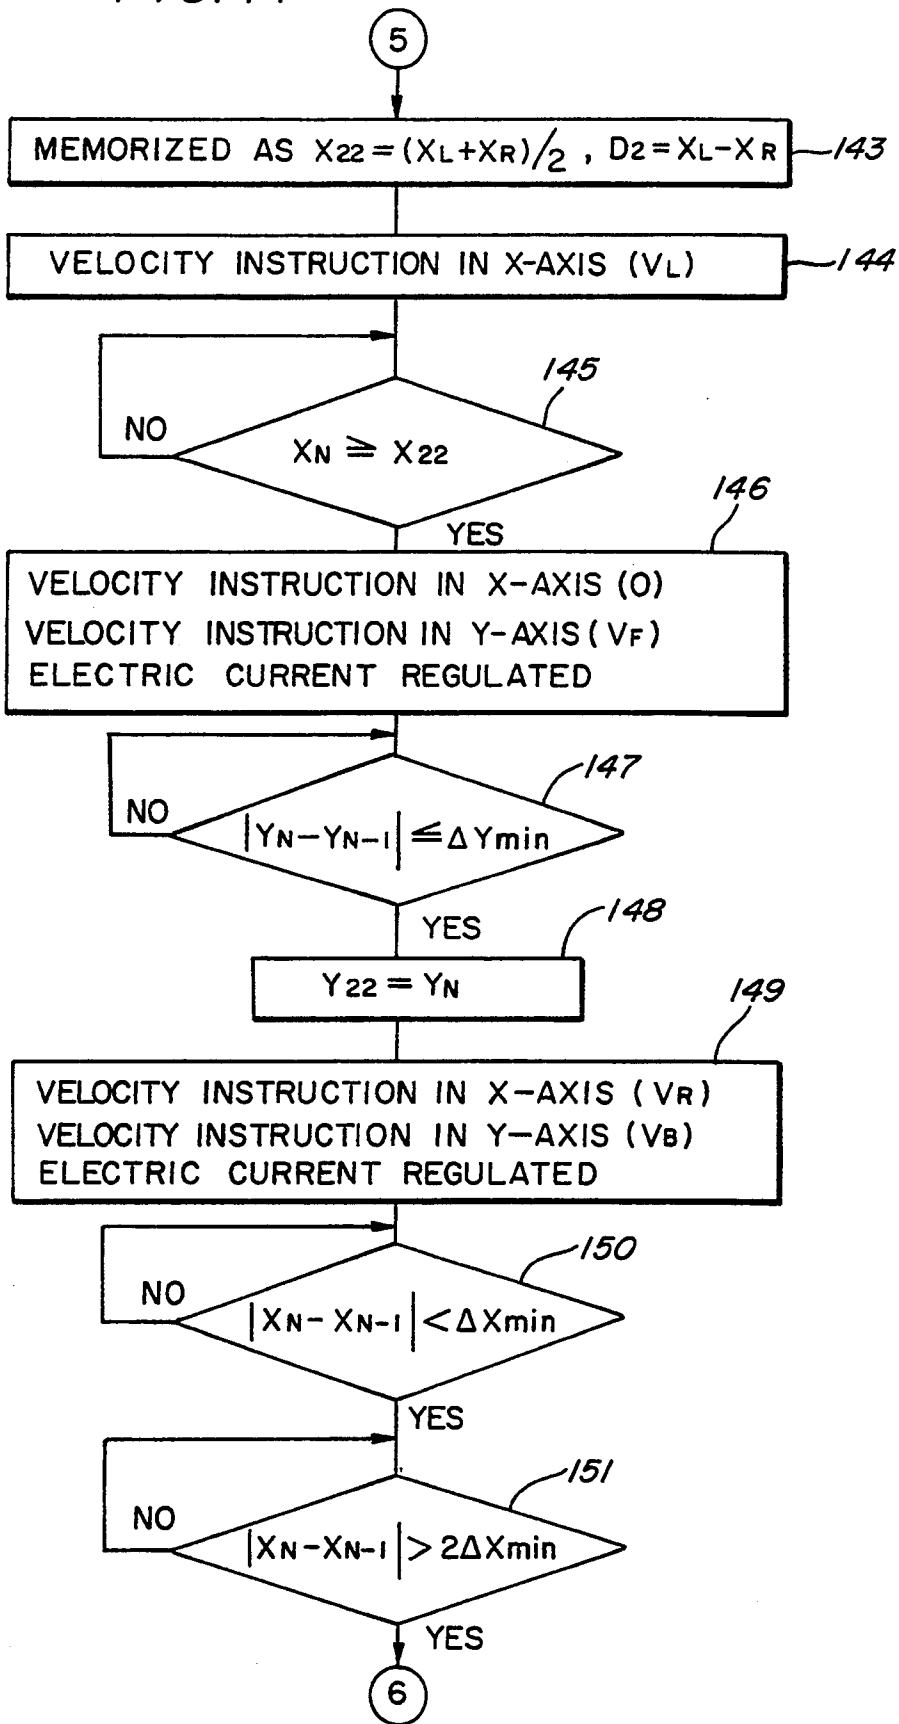 5
MEMORIZED AS X22=(XL+XR)/2, D2=XL-XR
143
VELOCITY INSTRUCTION IN X-AXIS (VL)
144
145
NO
XN ≧ X22
YES
146
VELOCITY INSTRUCTION IN X-AXIS (0)
VELOCITY INSTRUCTION IN Y-AXIS (VF)
ELECTRIC CURRENT REGULATED
147
NO
|YN-YN-1| ≦ ΔYmin
YES
148
Y22 = YN
149
VELOCITY INSTRUCTION IN X-AXIS (VR)
VELOCITY INSTRUCTION IN Y-AXIS (VB)
ELECTRIC CURRENT REGULATED
150
NO
|XN-XN-1| < ΔXmin
YES
151
NO
|XN-XN-1| > 2ΔXmin
YES
6